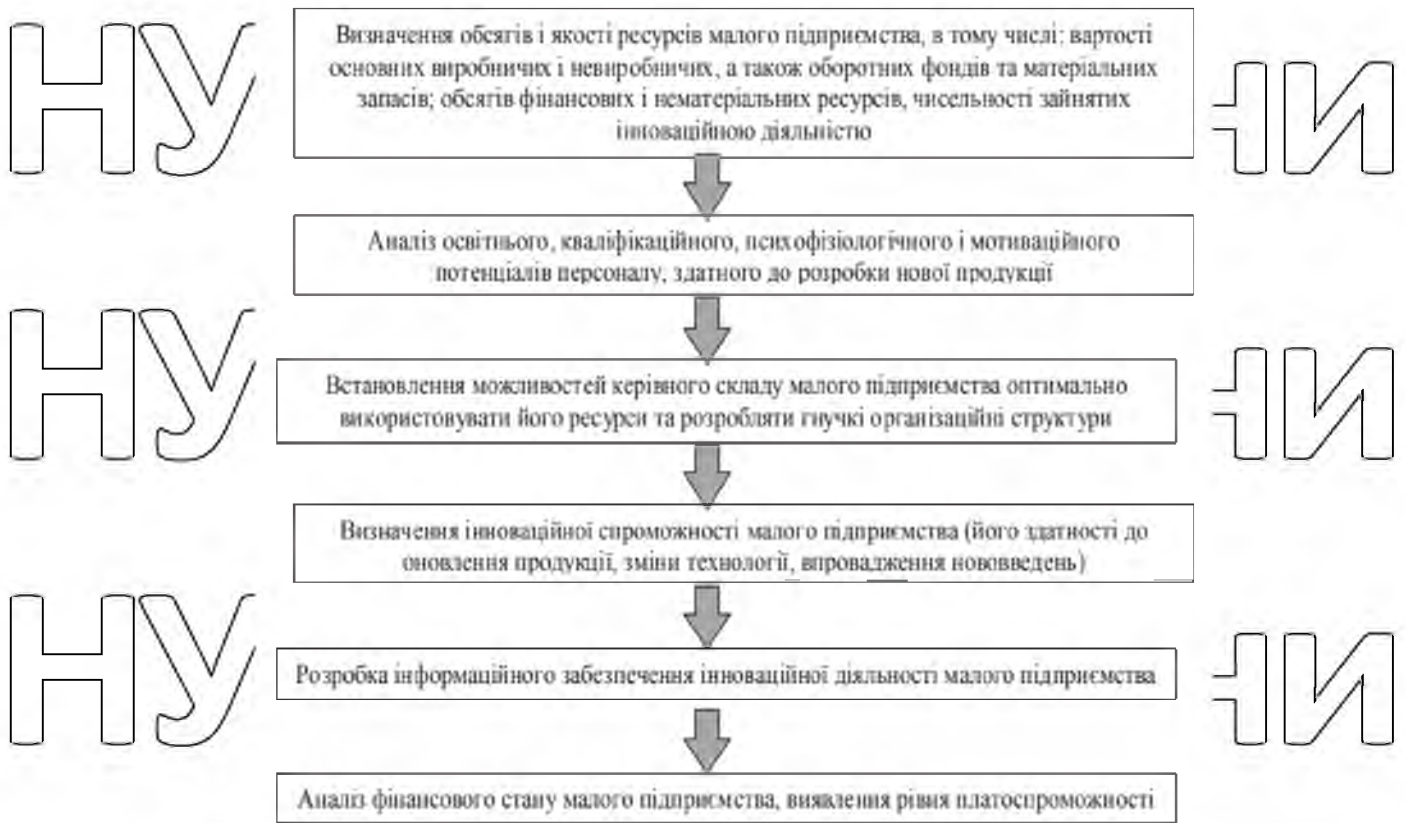 НУ
Визначення обсягів і якості ресурсів малого підприємства, в тому числі: вартості
основних виробничих і невиробничих, а також оборотних фондів та матеріальних
запасів; обсягів фінансових і нематеріальних ресурсів, чисельності зайнятих
інноваційною діяльністю
И
Аналіз освітнього, кваліфікаційного, психофізіологічного і мотиваційного
потенціалів персоналу, здатного до розробки нової продукції
НУ
Встановлення можливостей керівного складу малого підприємства оптимально
використовувати його ресурси та розробляти гнучкі організаційні структури
И
Визначення інноваційної спроможності малого підприємства (його здатності до
оновлення продукції, зміни технології, впровадження нововведень)
НУ
Розробка інформаційного забезпечення інноваційної діяльності малого підприємства
И
Аналіз фінансового стану малого підприємства, виявлення рівня платоспроможності